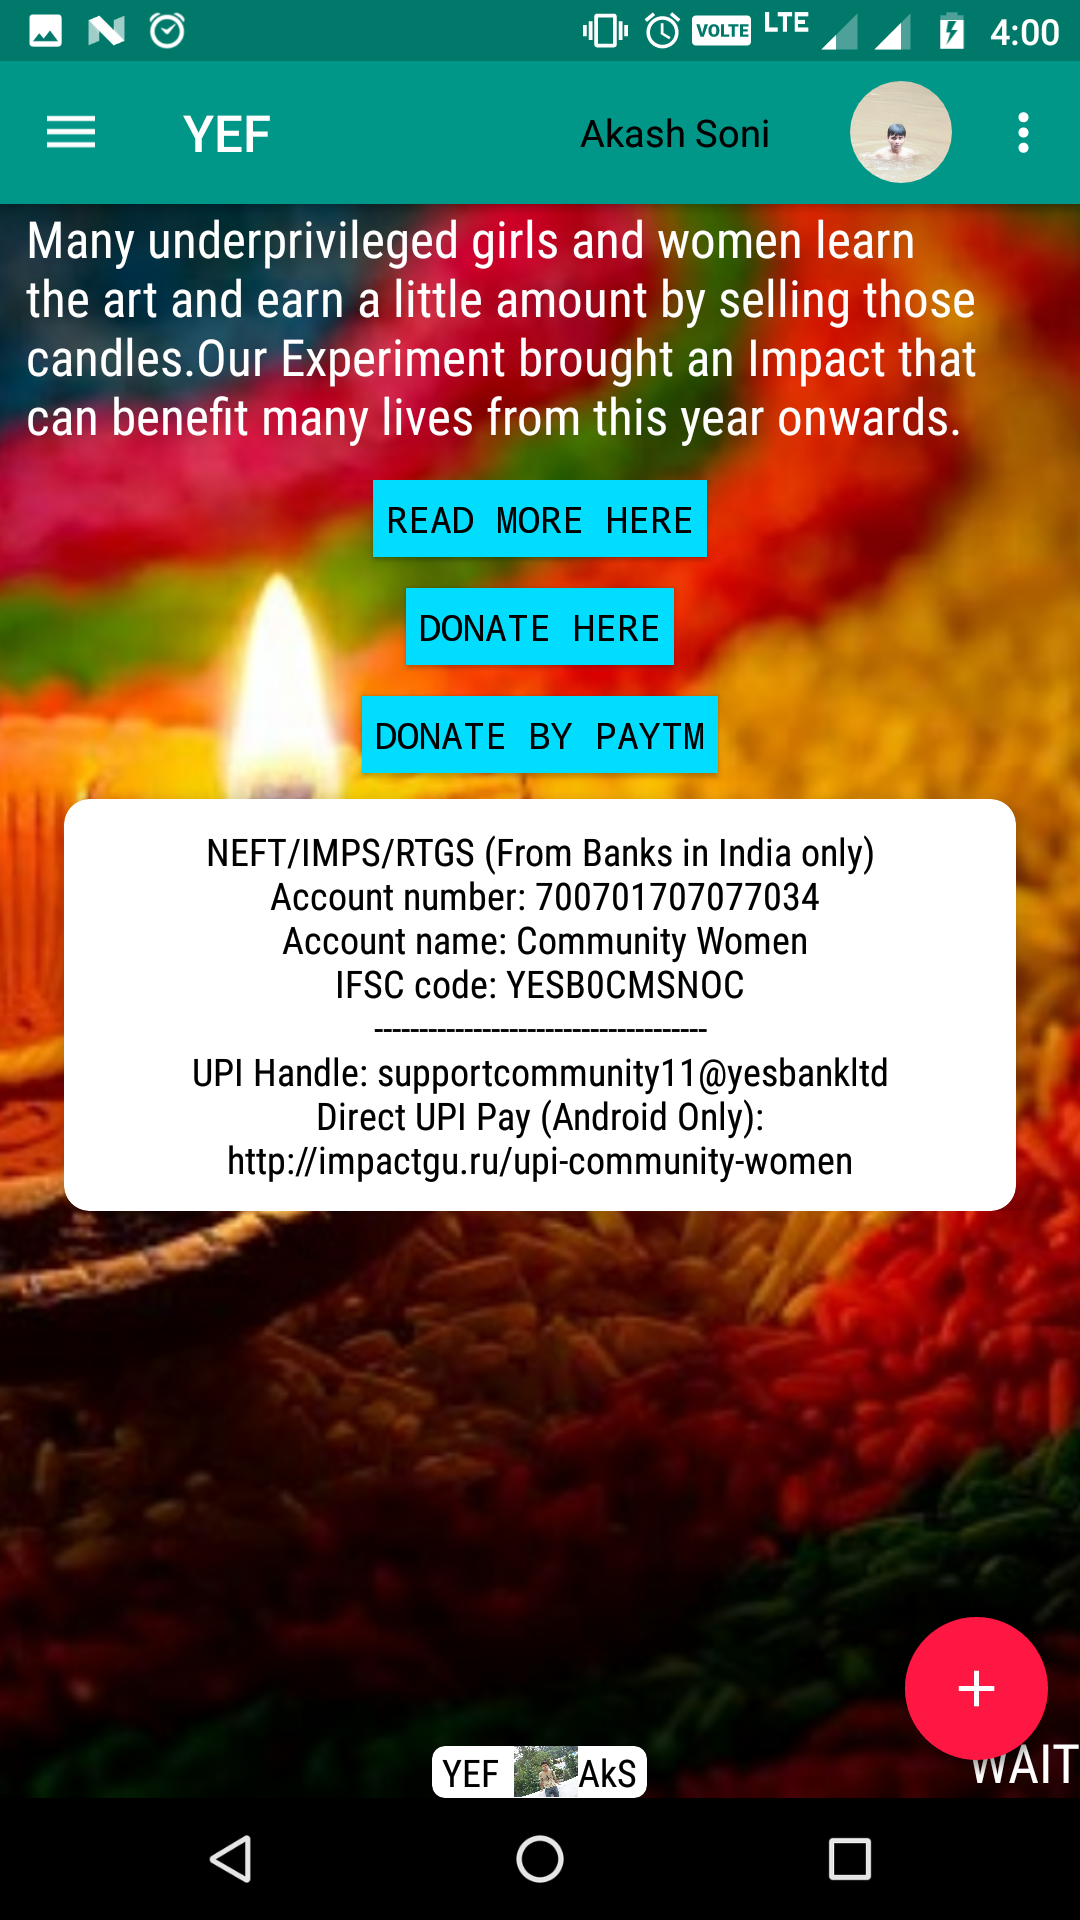 VOLTE LTE 4:00
YEF Akash Soni
Many underprivileged girls and women learn
the art and earn a little amount by selling those
candles.Our Experiment brought an Impact that
can benefit many lives from this year onwards.
READ MORE HERE
DONATE HERE
DONATE BY PAYTM
NEFT/IMPS/RTGS (From Banks in India only)
Account number: 700701707077034
Account name: Community Women
IFSC code: YESB0CMSNOC
-------------------------------------
UPI Handle: supportcommunity11@yesbankltd
Direct UPI Pay (Android Only):
http://impactgu.ru/upi-community-women
WAIT
YEF AkS